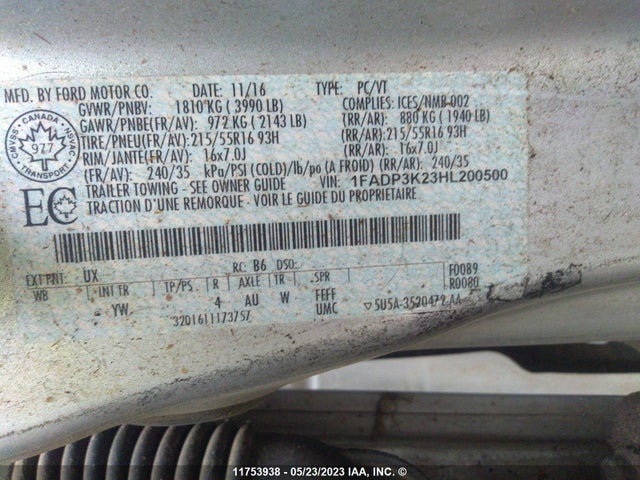 MFD. BY FORD MOTOR CO. DATE: 11/16 TYPE: PC/VT
GVWR/PNBV: 1810 KG ( 3990 LB) COMPLIES: ICES/NMB-002
GAWR/PNBE(FR/AV): 972 KG ( 2143 LB) (RR/AR): 880 KG ( 1940 LB)
TIRE/PNEU(FR/AV): 215/55R16 93H (RR/AR): 215/55R16 93H
RIM/JANTE(FR/AV): 16x7.0J (RR/AR): 16x7.0J
(FR/AV): 240/35 kPa/PSI (COLD)/lb/po (A FROID) (RR/AR): 240/35
TRAILER TOWING - SEE OWNER GUIDE VIN: 1FADP3K23HL200500
TRACTION D'UNE REMORQUE - VOIR LE GUIDE DU PROPRIETAIRE
CANADA
CMVSS NSVAC
977
TRANSPORT
EC
EXT PNT: UX RC: B6 DSO: F0089
WB INT TR TP/PS R AXLE TR SPR R0080
YW 4 AU W FFFF
UMC
3201611173757 5U5A-3520472-AA
11753938 - 05/23/2023 IAA, Inc.